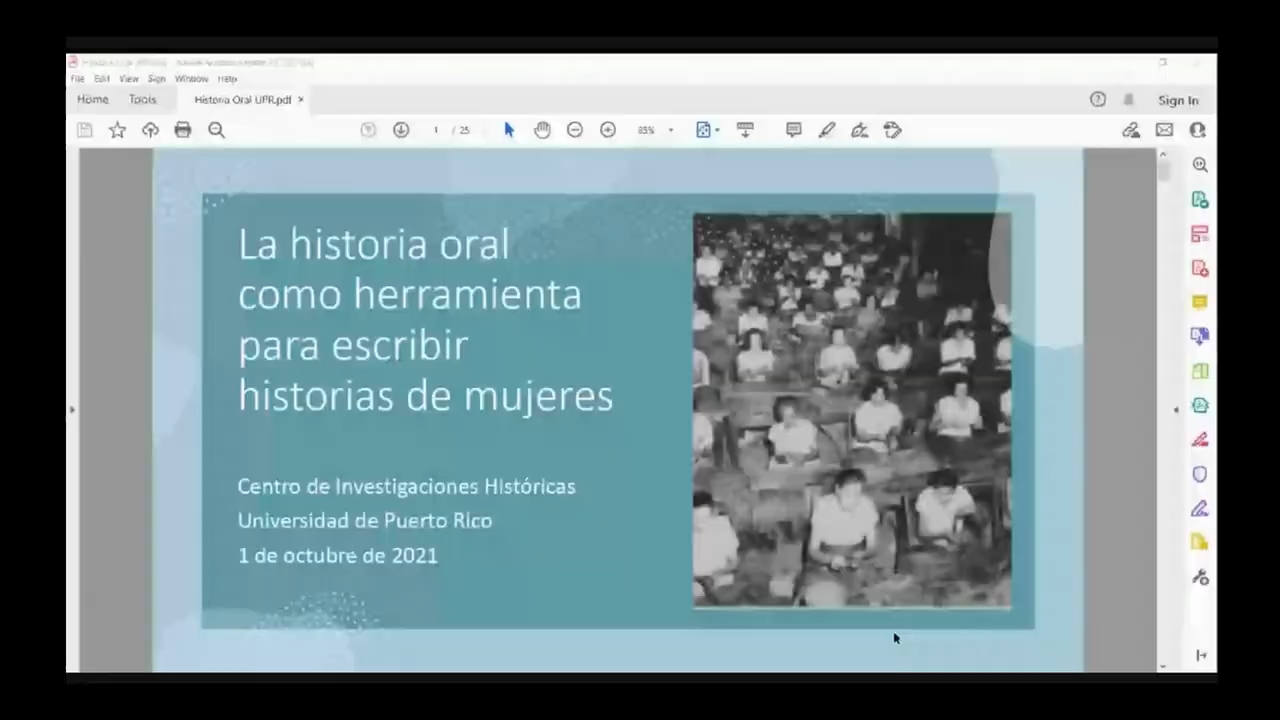 File Edit View Sign Window Help
Home Tools Historia Oral UPR.pdf × Sign In
1 / 25 85%
La historia oral
como herramienta
para escribir
historias de mujeres
Centro de Investigaciones Históricas
Universidad de Puerto Rico
1 de octubre de 2021